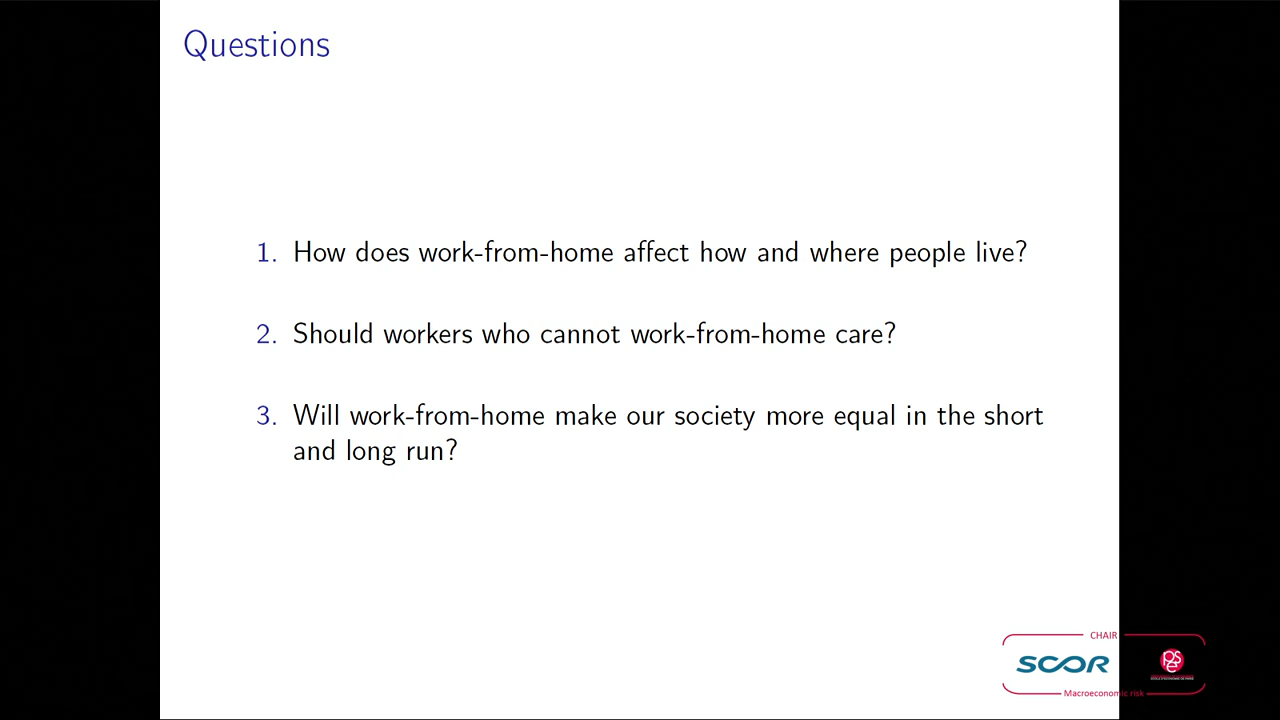 Questions
1. How does work-from-home affect how and where people live?
2. Should workers who cannot work-from-home care?
3. Will work-from-home make our society more equal in the short
and long run?
CHAIR
SCOR
pse
Macroeconomic risk